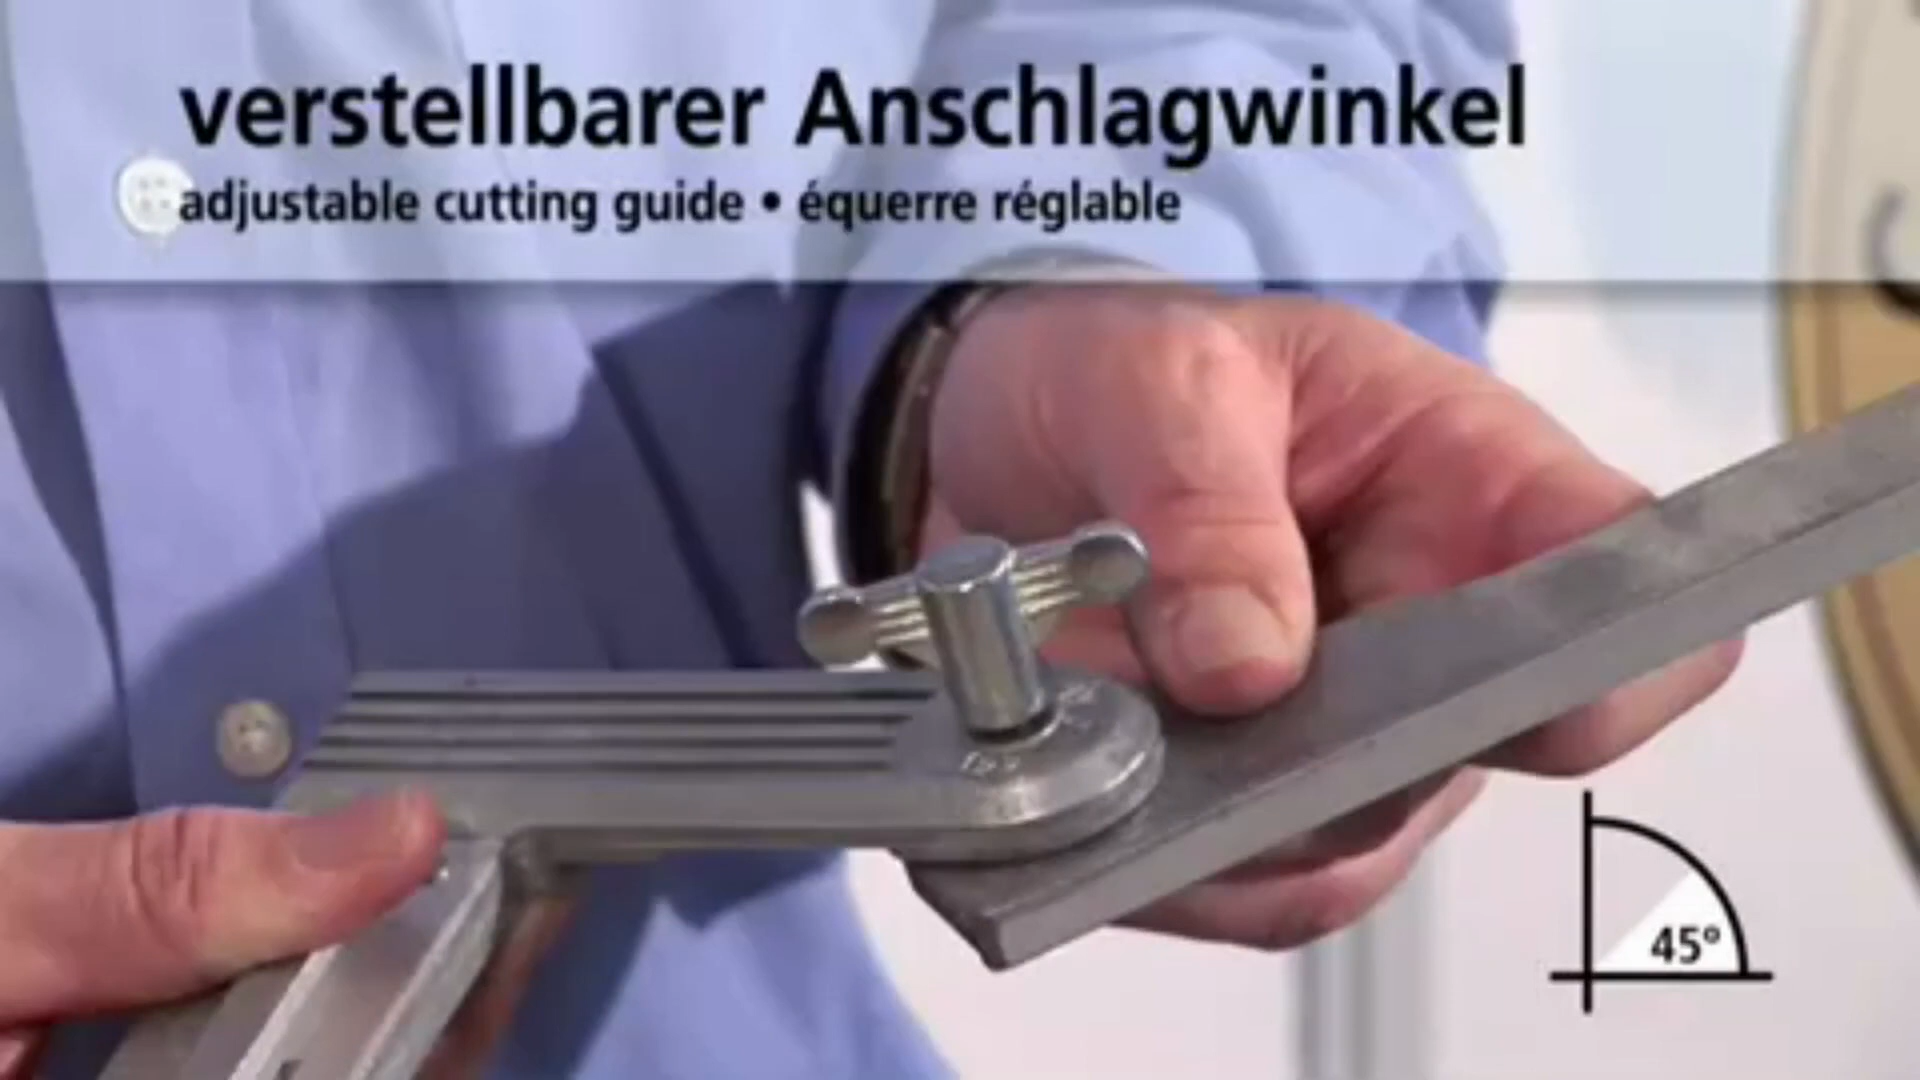 verstellbarer Anschlagwinkel
adjustable cutting guide • équerre réglable
45°